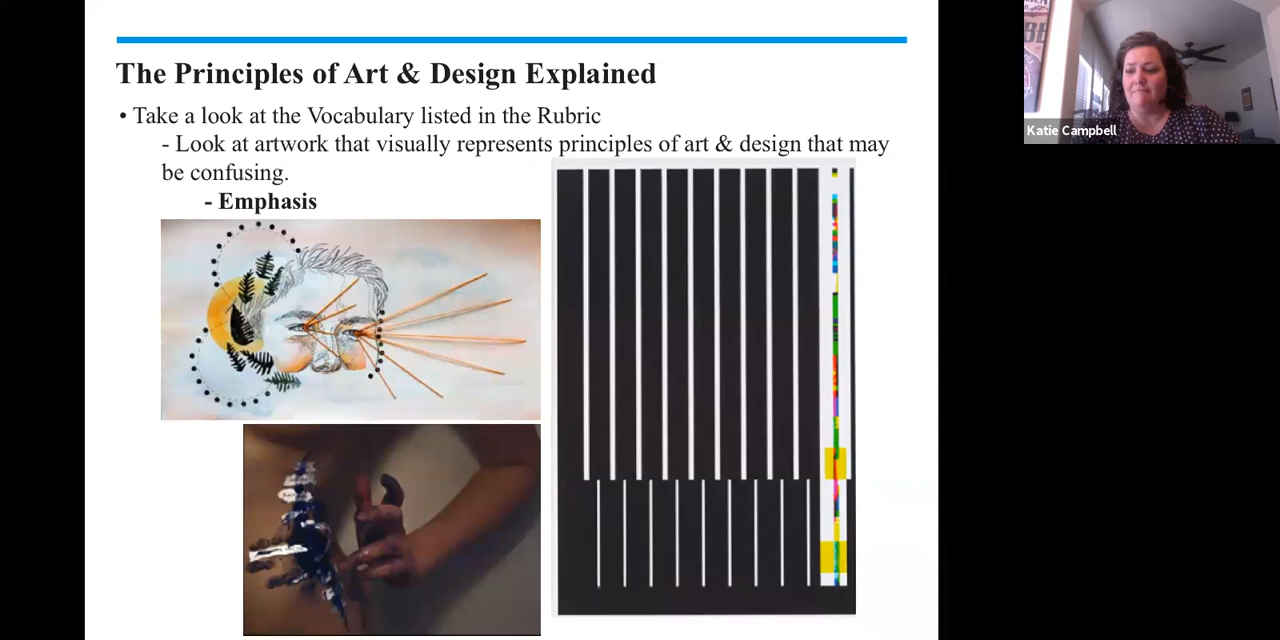 The Principles of Art & Design Explained
• Take a look at the Vocabulary listed in the Rubric
- Look at artwork that visually represents principles of art & design that may
be confusing.
- Emphasis
Katie Campbell